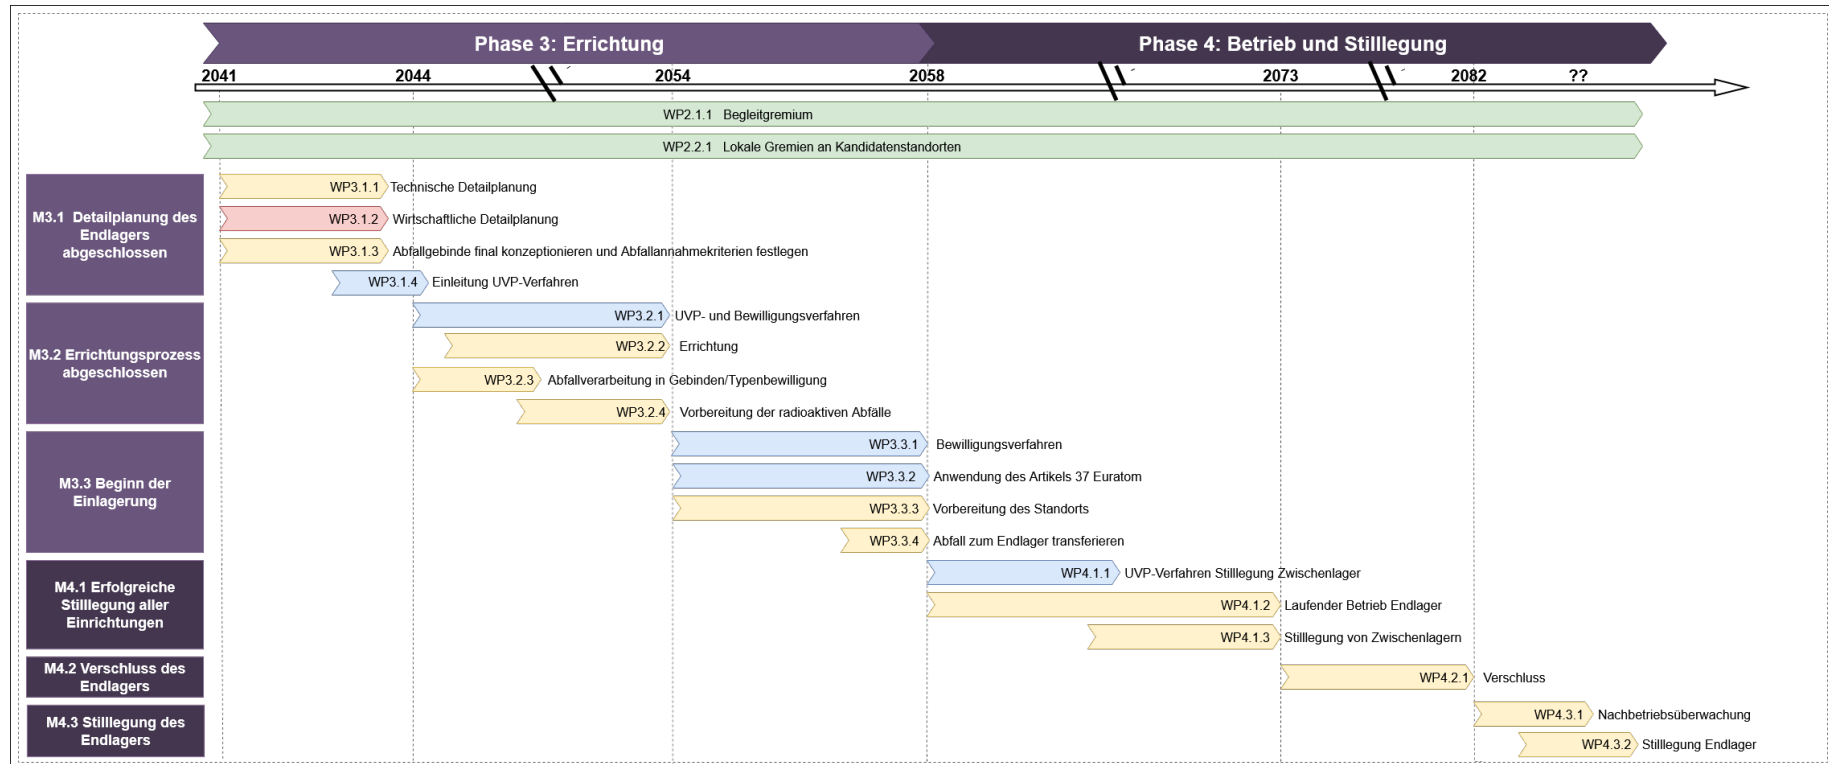 Phase 3: Errichtung
Phase 4: Betrieb und Stilllegung
2041
2044
2054
2058
2073
2082
??
WP2.1.1 Begleitgremium
WP2.2.1 Lokale Gremien an Kandidatenstandorten
M3.1 Detailplanung des
Endlagers
abgeschlossen
WP3.1.1 Technische Detailplanung
WP3.1.2 Wirtschaftliche Detailplanung
WP3.1.3 Abfallgebinde final konzeptionieren und Abfallannahmekriterien festlegen
WP3.1.4 Einleitung UVP-Verfahren
M3.2 Errichtungsprozess
abgeschlossen
WP3.2.1 UVP- und Bewilligungsverfahren
WP3.2.2 Errichtung
WP3.2.3 Abfallverarbeitung in Gebinden/Typenbewilligung
WP3.2.4 Vorbereitung der radioaktiven Abfälle
M3.3 Beginn der
Einlagerung
WP3.3.1 Bewilligungsverfahren
WP3.3.2 Anwendung des Artikels 37 Euratom
WP3.3.3 Vorbereitung des Standorts
WP3.3.4 Abfall zum Endlager transferieren
M4.1 Erfolgreiche
Stilllegung aller
Einrichtungen
WP4.1.1 UVP-Verfahren Stilllegung Zwischenlager
WP4.1.2 Laufender Betrieb Endlager
WP4.1.3 Stilllegung von Zwischenlagern
M4.2 Verschluss des
Endlagers
WP4.2.1 Verschluss
M4.3 Stilllegung des
Endlagers
WP4.3.1 Nachbetriebsüberwachung
WP4.3.2 Stilllegung Endlager